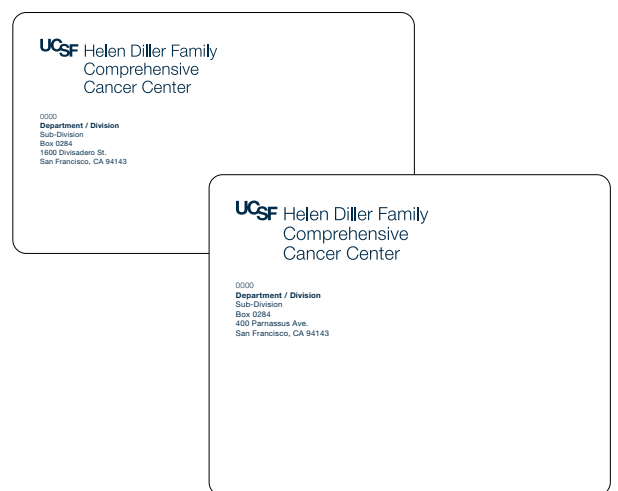 UCSF Helen Diller Family
Comprehensive
Cancer Center
0000
Department / Division
Sub-Division
Box 0284
1600 Divisadero St.
San Francisco, CA 94143
UCSF Helen Diller Family
Comprehensive
Cancer Center
0000
Department / Division
Sub-Division
Box 0284
400 Parnassus Ave.
San Francisco, CA 94143